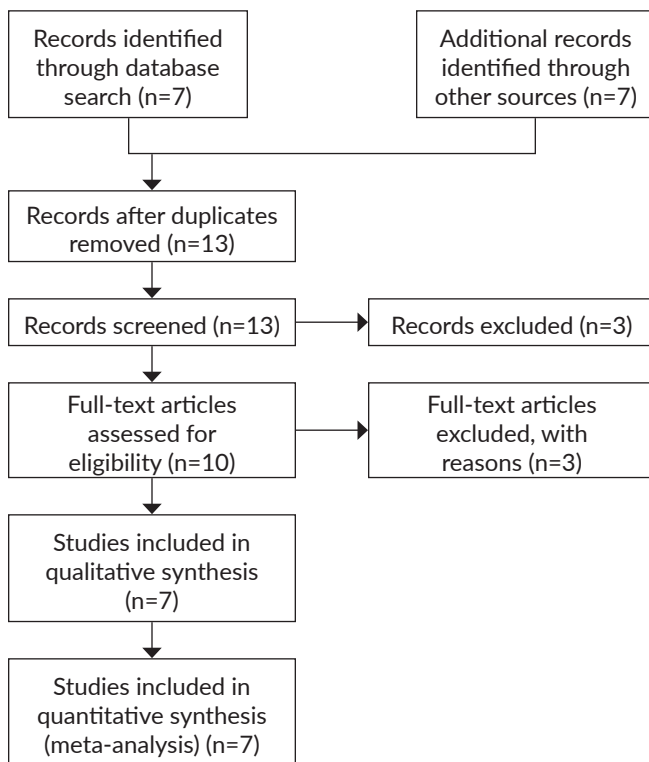 Records identified
through database
search (n=7)
Additional records
identified through
other sources (n=7)
Records after duplicates
removed (n=13)
Records screened (n=13)
Records excluded (n=3)
Full-text articles
assessed for
eligibility (n=10)
Full-text articles
excluded, with
reasons (n=3)
Studies included in
qualitative synthesis
(n=7)
Studies included in
quantitative synthesis
(meta-analysis) (n=7)